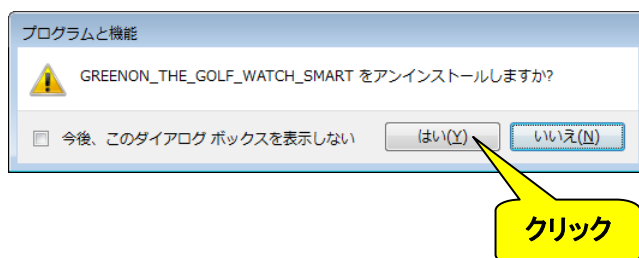 プログラムと機能
GREENON_THE_GOLF_WATCH_SMART をアンインストールしますか?
今後、このダイアログ ボックスを表示しない
はい(Y)
いいえ(N)
クリック